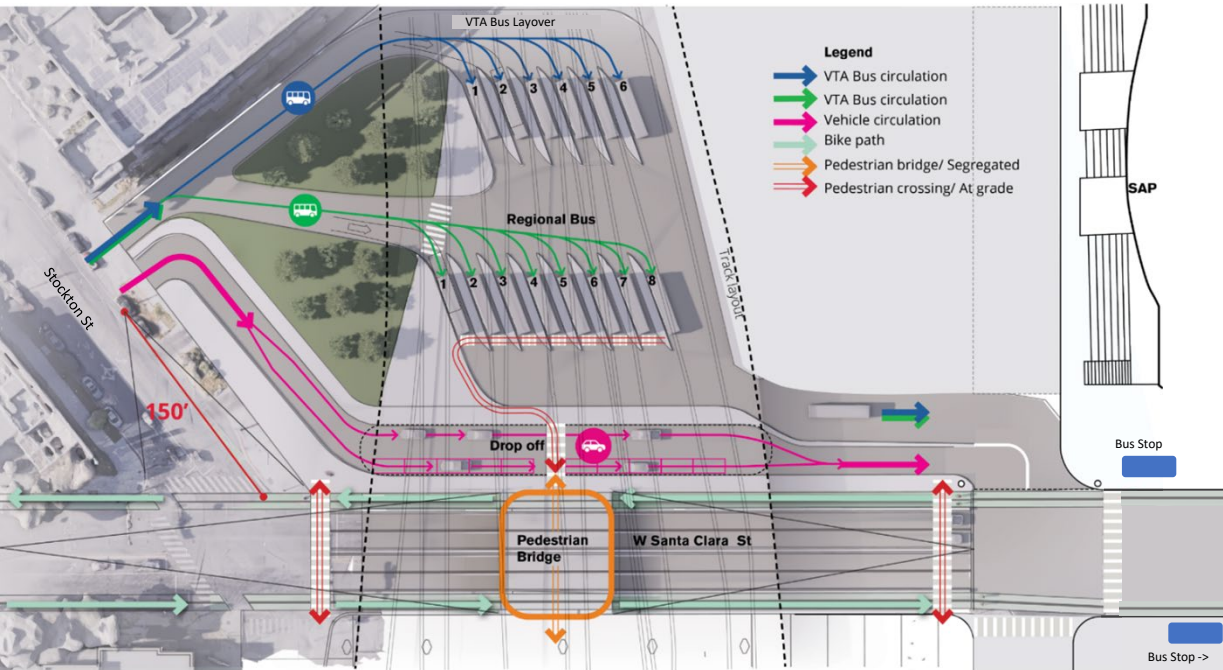 VTA Bus Layover
1 2 3 4 5 6
Legend
VTA Bus circulation
VTA Bus circulation
Vehicle circulation
Bike path
Pedestrian bridge/ Segregated
Pedestrian crossing/ At grade
SAP
Regional Bus
1 2 3 4 5 6 7 8
Track layout
Stockton St
150'
Drop off
Bus Stop
Pedestrian
Bridge
W Santa Clara St
Bus Stop ->